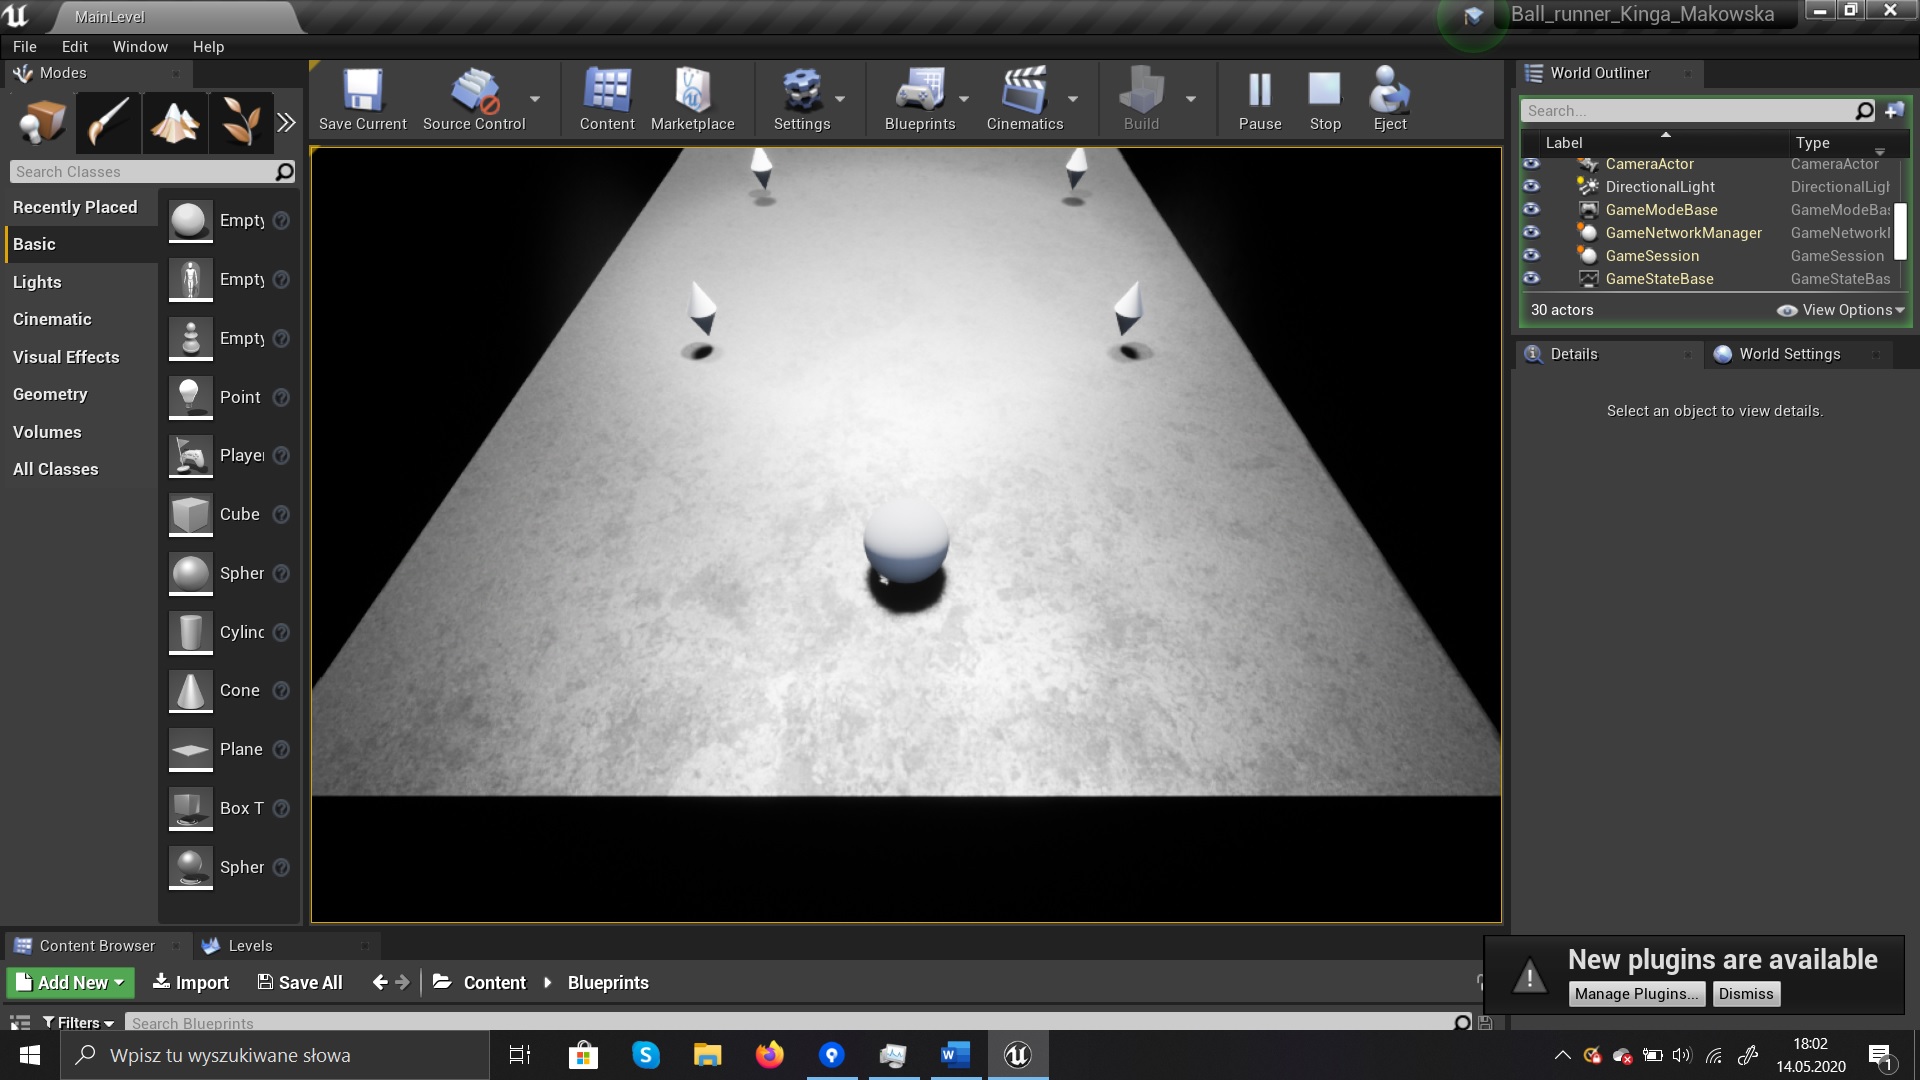 MainLevel
Ball_runner_Kinga_Makowska
File Edit Window Help
Modes
Save Current
Source Control
Content
Marketplace
Settings
Blueprints
Cinematics
Build
Pause
Stop
Eject
Search Classes
Recently Placed
Basic
Lights
Cinematic
Visual Effects
Geometry
Volumes
All Classes
Empty
Empty
Empty
Point
Player
Cube
Spher
Cylinc
Cone
Plane
Box T
Spher
World Outliner
Search...
Label Type
CameraActor CameraActor
DirectionalLight DirectionalLigh
GameModeBase GameModeBas
GameNetworkManager GameNetworkI
GameSession GameSession
GameStateBase GameStateBas
30 actors View Options
Details World Settings
Select an object to view details.
Content Browser Levels
Add New Import Save All Content Blueprints
Filters Search Blueprints
New plugins are available
Manage Plugins... Dismiss
Wpisz tu wyszukiwane słowa
18:02
14.05.2020
1